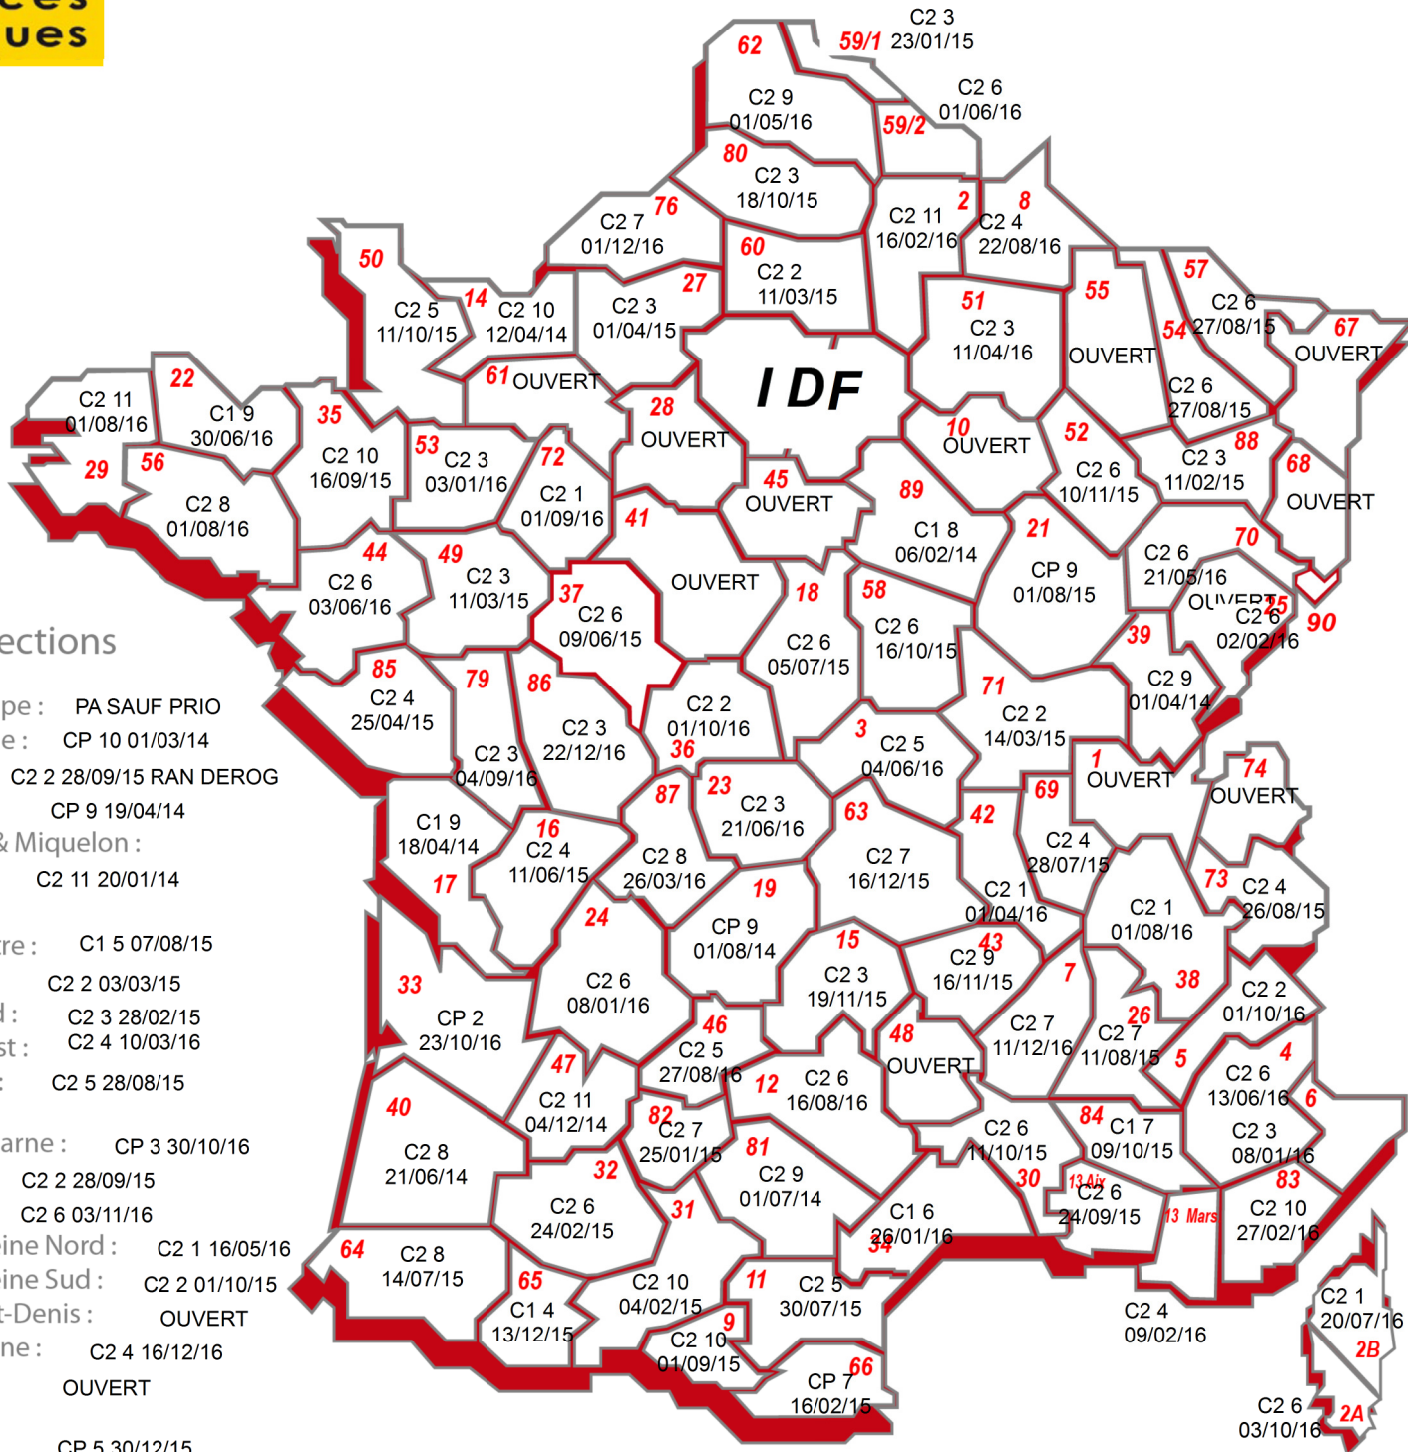 ces
ues
62
C2 9
01/05/16
59/1
C2 3
23/01/15
C2 6
01/06/16
59/2
80
C2 3
18/10/15
76
C2 7
01/12/16
60
C2 2
11/03/15
2
C2 11
16/02/16
8
C2 4
22/08/16
50
C2 5
11/10/15
14
C2 10
12/04/14
27
C2 3
01/04/15
51
C2 3
11/04/16
55
OUVERT
57
C2 6
27/08/15
54
C2 6
27/08/15
67
OUVERT
61
OUVERT
I DF
28
OUVERT
22
C1 9
30/06/16
C2 11
01/08/16
29
35
C2 10
16/09/15
56
C2 8
01/08/16
53
C2 3
03/01/16
72
C2 1
01/09/16
45
OUVERT
10
OUVERT
52
C2 6
10/11/15
88
C2 3
11/02/15
68
OUVERT
89
C1 8
06/02/14
41
OUVERT
21
CP 9
01/08/15
70
C2 6
21/05/16
OUVERT
25
C2 6
02/02/16
90
44
C2 6
03/06/16
49
C2 3
11/03/15
37
C2 6
09/06/15
18
C2 6
05/07/15
58
C2 6
16/10/15
39
C2 9
01/04/14
85
C2 4
25/04/15
79
C2 3
04/09/16
86
C2 3
22/12/16
C2 2
01/10/16
36
71
C2 2
14/03/15
3
C2 5
04/06/16
1
OUVERT
74
OUVERT
17
C1 9
18/04/14
16
C2 4
11/06/15
87
C2 8
26/03/16
23
C2 3
21/06/16
63
C2 7
16/12/15
42
C2 1
01/04/16
69
C2 4
28/07/15
73
C2 4
26/08/15
C2 1
01/08/16
38
24
C2 6
08/01/16
19
CP 9
01/08/14
15
C2 3
19/11/15
43
C2 9
16/11/15
7
C2 7
11/12/16
26
C2 7
11/08/15
5
C2 2
01/10/16
33
CP 2
23/10/16
47
C2 11
04/12/14
46
C2 5
27/08/16
12
C2 6
16/08/16
48
OUVERT
4
C2 6
13/06/16
6
C2 3
08/01/16
40
C2 8
21/06/14
32
C2 6
24/02/15
82
C2 7
25/01/15
81
C2 9
01/07/14
30
C2 6
11/10/15
84
C1 7
09/10/15
13 Aix
C2 6
24/09/15
13 Mars
C2 4
09/02/16
83
C2 10
27/02/16
64
C2 8
14/07/15
65
C1 4
13/12/15
31
C2 10
04/02/15
11
C2 5
30/07/15
34
C1 6
26/01/16
9
C2 10
01/09/15
66
CP 7
16/02/15
C2 1
20/07/16
2B
C2 6
03/10/16
2A
ections
pe : PA SAUF PRIO
e : CP 10 01/03/14
C2 2 28/09/15 RAN DEROG
CP 9 19/04/14
& Miquelon :
C2 11 20/01/14
tre : C1 5 07/08/15
C2 2 03/03/15
d : C2 3 28/02/15
st : C2 4 10/03/16
: C2 5 28/08/15
arne : CP 3 30/10/16
C2 2 28/09/15
C2 6 03/11/16
eine Nord : C2 1 16/05/16
eine Sud : C2 2 01/10/15
t-Denis : OUVERT
ne : C2 4 16/12/16
OUVERT
CP 5 30/12/15